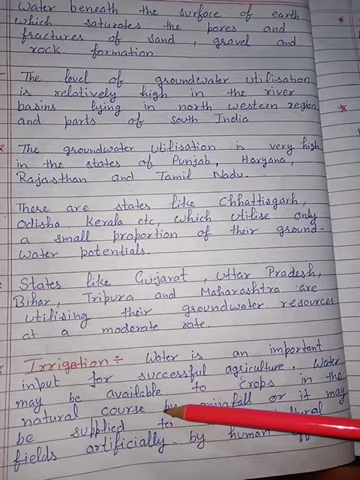 Water beneath the surface of earth
which saturates the pores and
fractures of sand, gravel and
rock formation.
The level of groundwater utilisation
is relatively high in the river
basins lying in north western region
and parts of South India
The groundwater utilisation is very high
in the states of Punjab, Haryana,
Rajasthan and Tamil Nadu.
There are states like Chhattisgarh,
Odisha, Kerala etc, which utilise only
a small proportion of their ground-
water potentials.
States like Gujarat, Uttar Pradesh,
Bihar, Tripura and Maharashtra are
utilising their groundwater resources
at a moderate rate.
Irrigation :- Water is an important
input for successful agriculture. Water
may be available to crops in the
natural course by rainfall or it may
be supplied to
fields artificially by human